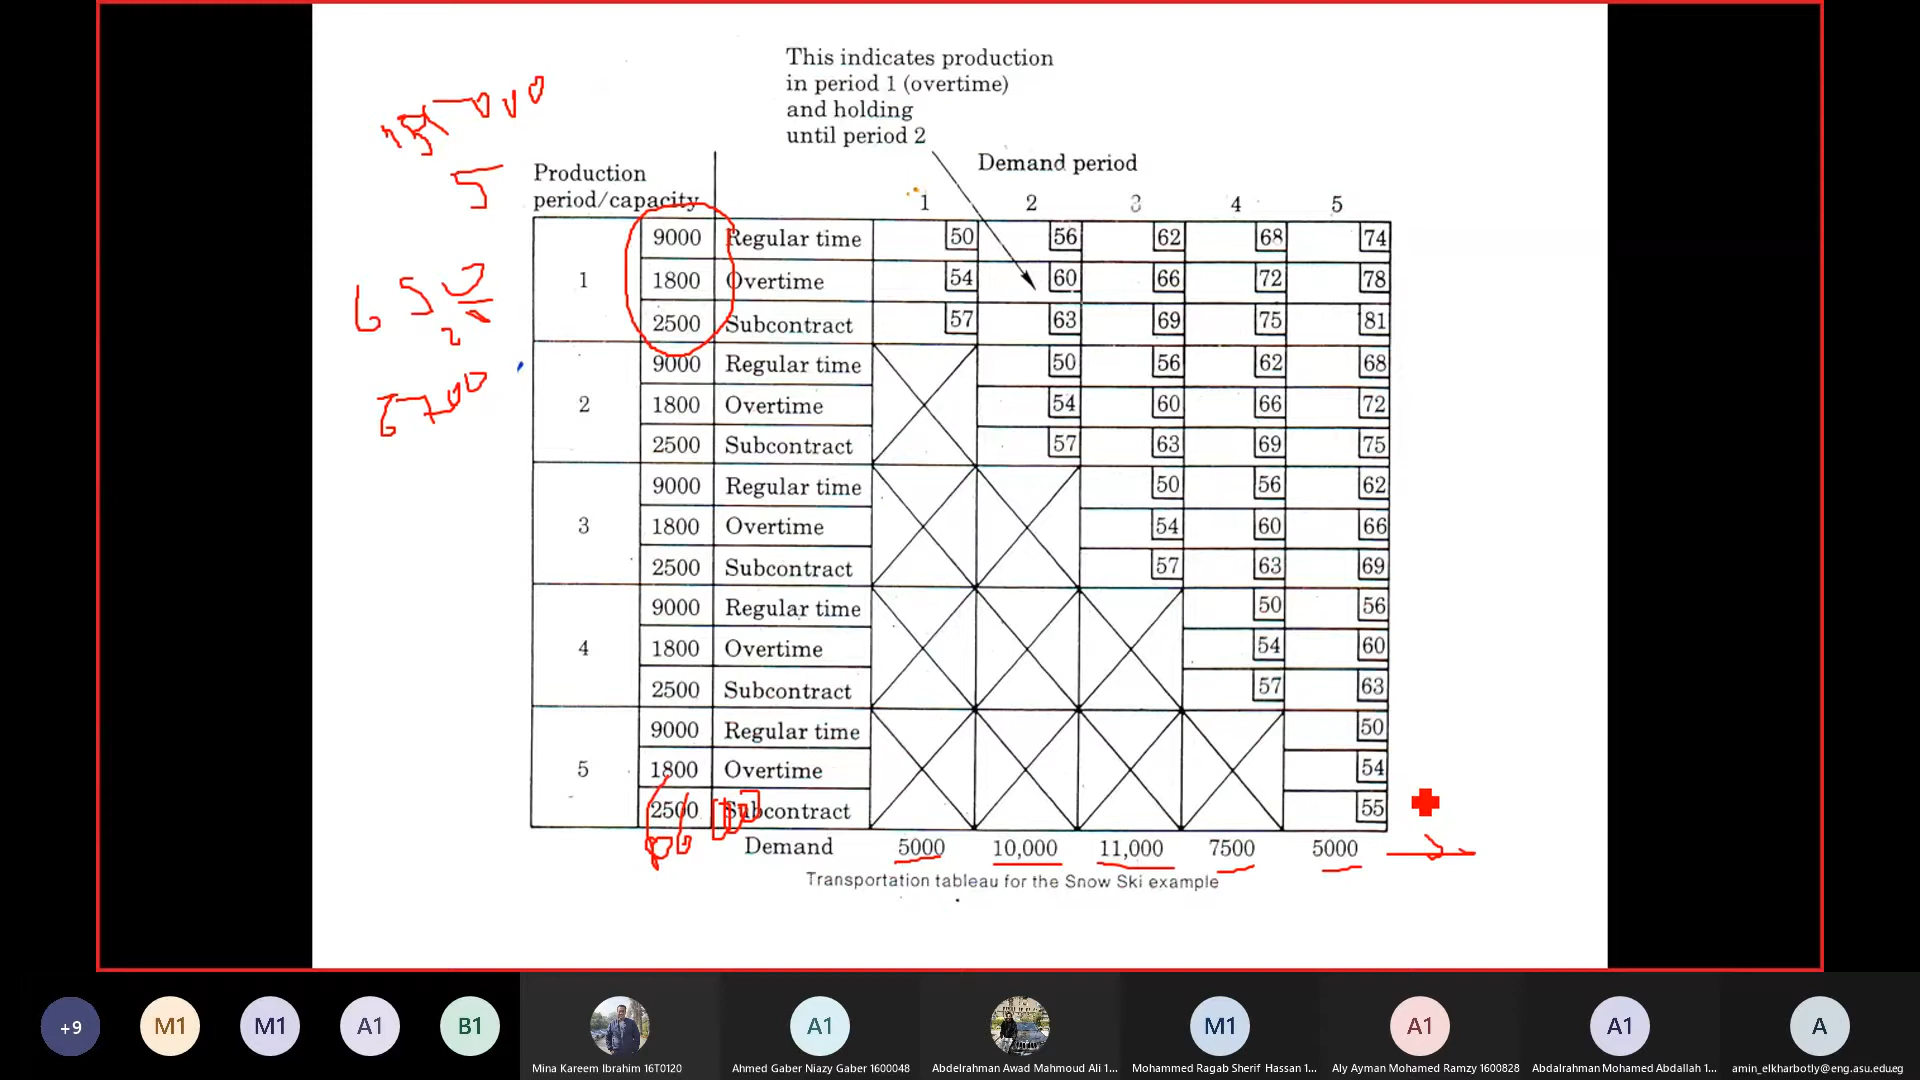 This indicates production
in period 1 (overtime)
and holding
until period 2
Production
period/capacity
Demand period
1 2 3 4 5
9000 Regular time 50 56 62 68 74
1 1800 Overtime 54 60 66 72 78
2500 Subcontract 57 63 69 75 81
9000 Regular time 50 56 62 68
2 1800 Overtime 54 60 66 72
2500 Subcontract 57 63 69 75
9000 Regular time 50 56 62
3 1800 Overtime 54 60 66
2500 Subcontract 57 63 69
9000 Regular time 50 56
4 1800 Overtime 54 60
2500 Subcontract 57 63
9000 Regular time 50
5 1800 Overtime 54
2500 Subcontract 55
Demand 5000 10,000 11,000 7500 5000
Transportation tableau for the Snow Ski example
5
6700
+9 M1 M1 A1 B1 A1 M1 A1 A1 A
Mina Kareem Ibrahim 16T0120
Ahmed Gaber Niazy Gaber 1600048
Abdelrahman Awad Mahmoud Ali 1...
Mohammed Ragab Sherif Hassan 1...
Aly Ayman Mohamed Ramzy 1600828
Abdalrahman Mohamed Abdallah 1...
amin_elkharbotly@eng.asu.edu.eg